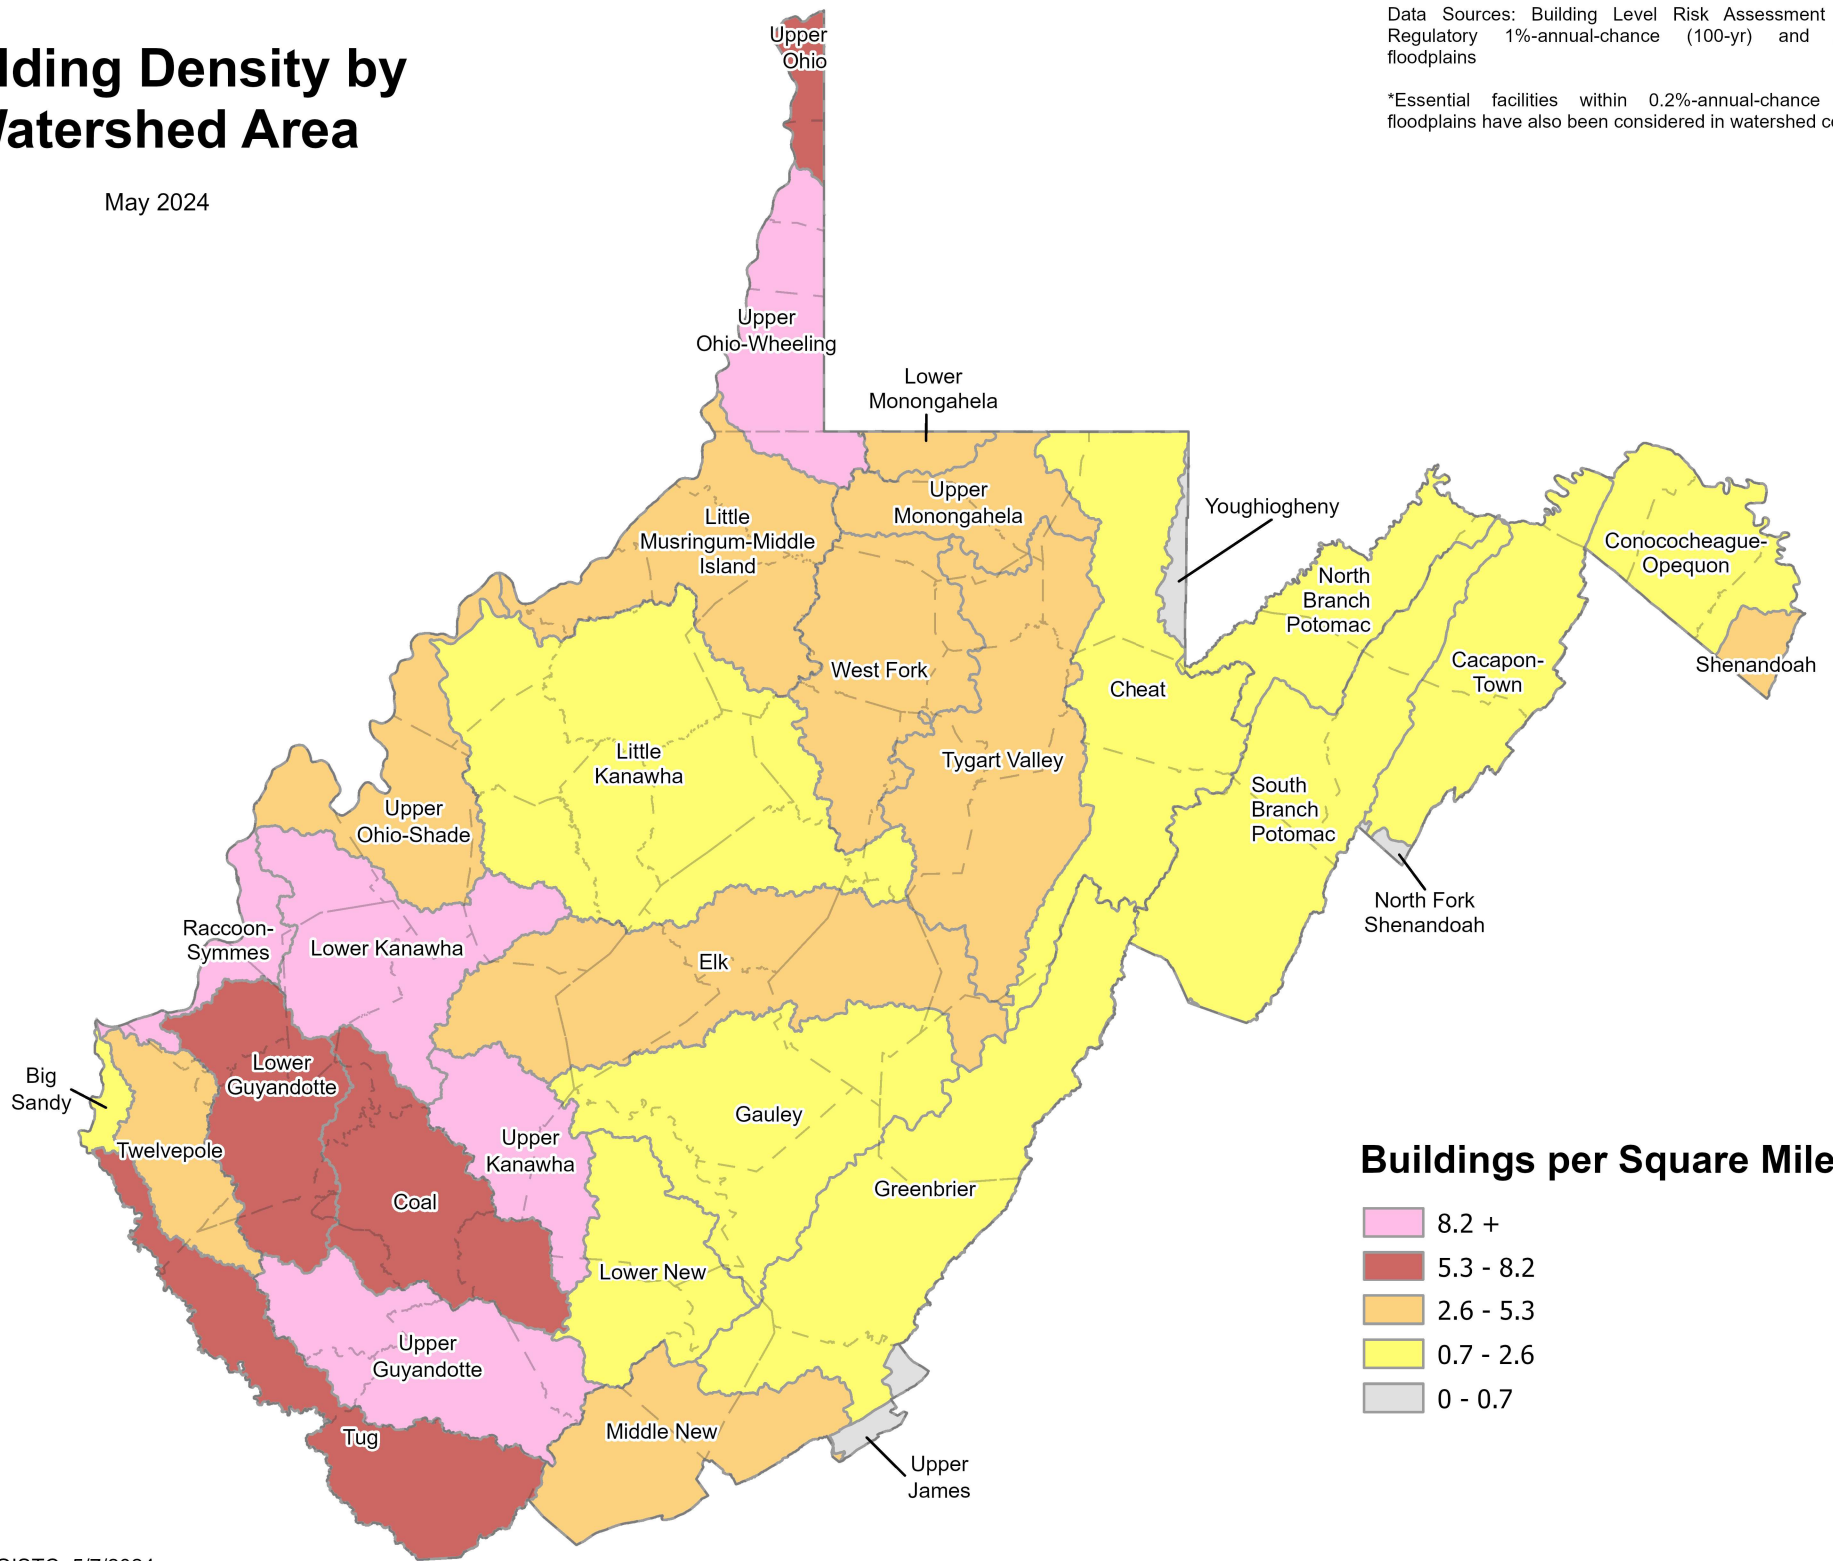 lding Density by
Watershed Area
May 2024
Data Sources: Building Level Risk Assessment
Regulatory 1%-annual-chance (100-yr) and
floodplains
*Essential facilities within 0.2%-annual-chance
floodplains have also been considered in watershed
Upper
Ohio
Upper
Ohio-Wheeling
Lower
Monongahela
Upper
Monongahela
Little
Musringum-Middle
Island
Youghiogheny
Conococheague-
Opequon
North
Branch
Potomac
Shenandoah
Cacapon-
Town
West Fork
Cheat
Tygart Valley
Little
Kanawha
South
Branch
Potomac
Upper
Ohio-Shade
North Fork
Shenandoah
Raccoon-
Symmes
Lower Kanawha
Elk
Big
Sandy
Lower
Guyandotte
Twelvepole
Gauley
Upper
Kanawha
Greenbrier
Coal
Lower New
Upper
Guyandotte
Middle New
Tug
Upper
James
Buildings per Square Mile
8.2 +
5.3 - 8.2
2.6 - 5.3
0.7 - 2.6
0 - 0.7